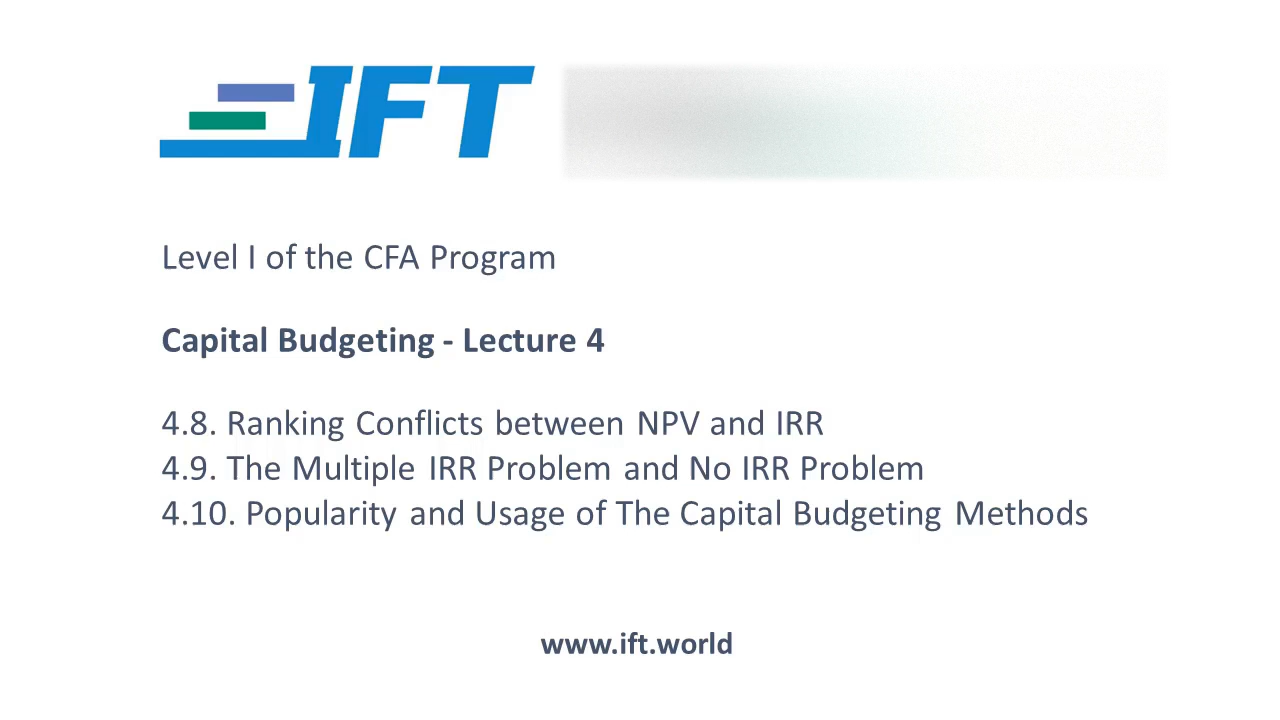 IFT
Level I of the CFA Program
Capital Budgeting - Lecture 4
4.8. Ranking Conflicts between NPV and IRR
4.9. The Multiple IRR Problem and No IRR Problem
4.10. Popularity and Usage of The Capital Budgeting Methods
www.ift.world